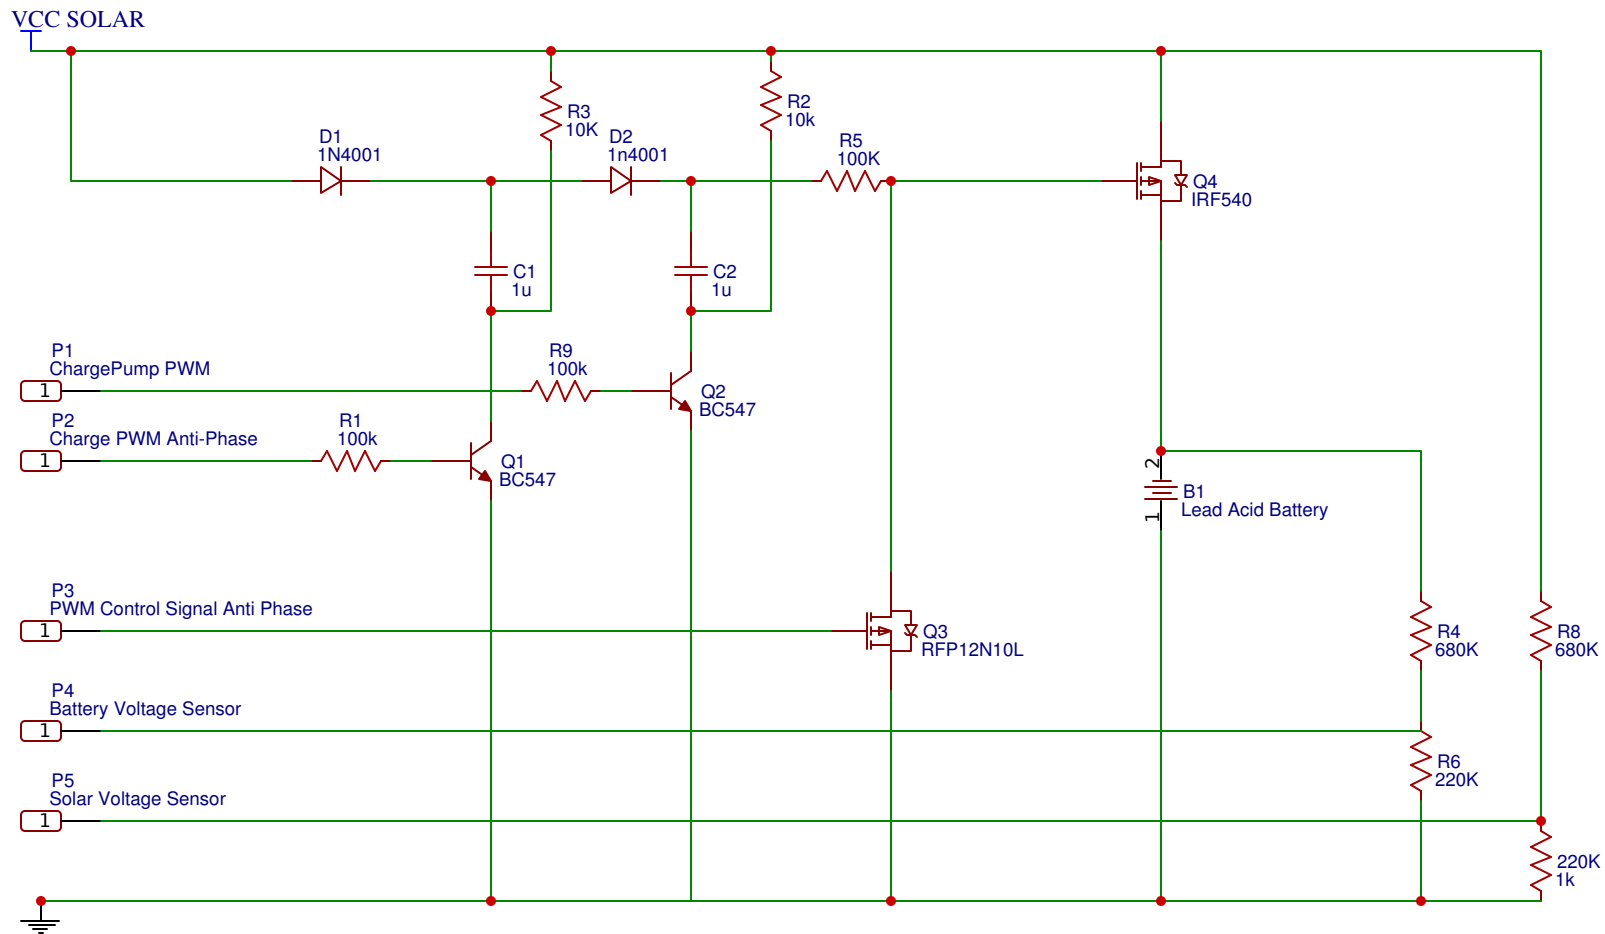 VCC SOLAR
R3
10K
R2
10k
D1
1N4001
D2
1n4001
R5
100K
Q4
IRF540
C1
1u
C2
1u
P1
ChargePump PWM
1
R9
100k
Q2
BC547
P2
Charge PWM Anti-Phase
1
R1
100k
Q1
BC547
2
B1
Lead Acid Battery
1
P3
PWM Control Signal Anti Phase
1
Q3
RFP12N10L
R4
680K
R8
680K
P4
Battery Voltage Sensor
1
R6
220K
P5
Solar Voltage Sensor
1
220K
1k